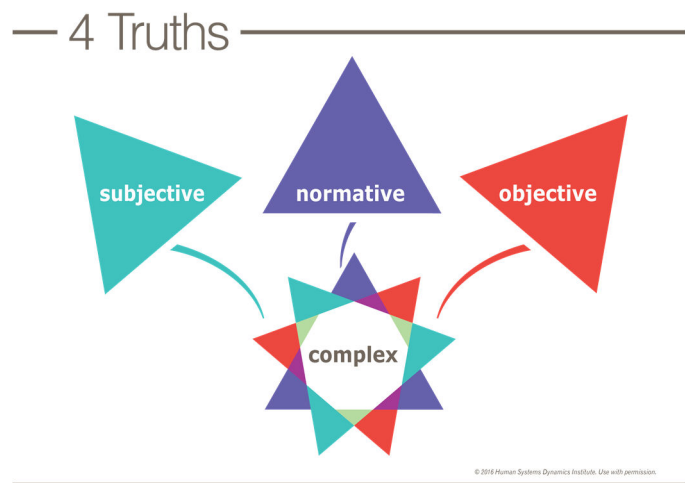 4 Truths
subjective
normative
objective
complex
© 2016 Human Systems Dynamics Institute. Use with permission.